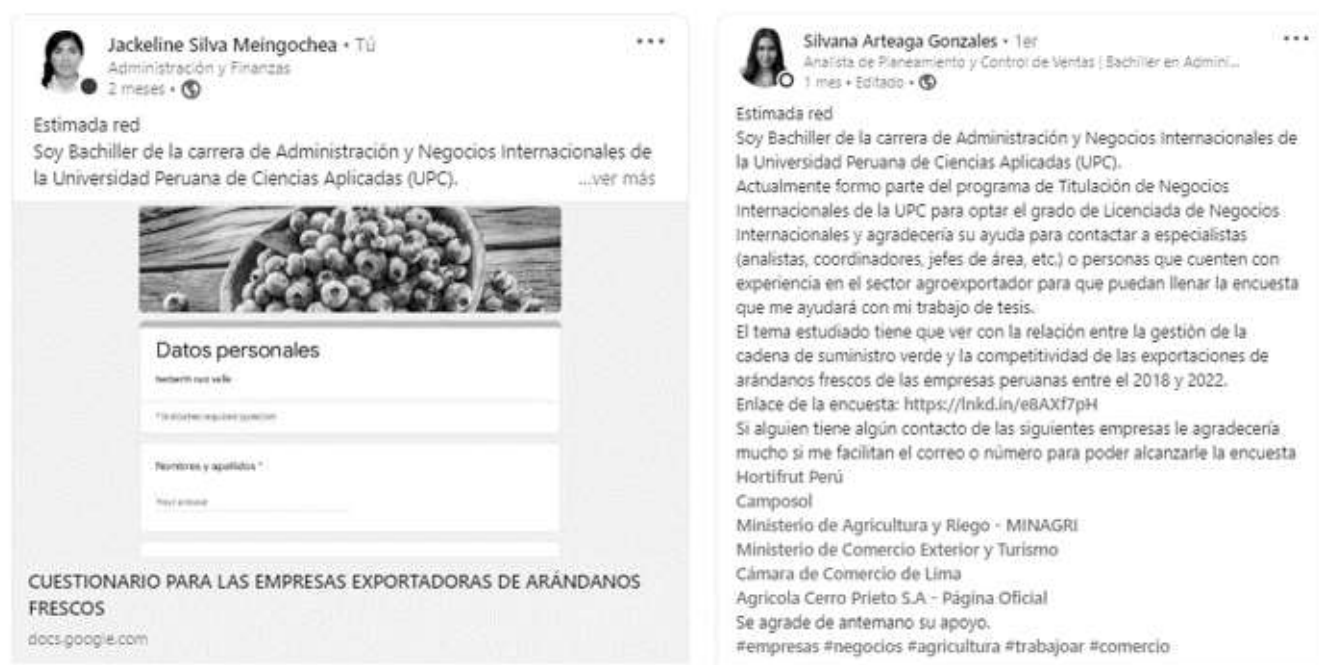 Jackeline Silva Meingochea • Tú
Administración y Finanzas
2 meses •
Estimada red
Soy Bachiller de la carrera de Administración y Negocios Internacionales de
la Universidad Peruana de Ciencias Aplicadas (UPC). ...ver más
Datos personales
* Indicates required question
Nombres y apellidos *
Your answer
CUESTIONARIO PARA LAS EMPRESAS EXPORTADORAS DE ARÁNDANOS
FRESCOS
docs.google.com
Silvana Arteaga Gonzales • 1er
Analista de Planeamiento y Control de Ventas | Bachiller en Admini...
1 mes • Editado •
Estimada red
Soy Bachiller de la carrera de Administración y Negocios Internacionales de
la Universidad Peruana de Ciencias Aplicadas (UPC).
Actualmente formo parte del programa de Titulación de Negocios
Internacionales de la UPC para optar el grado de Licenciada de Negocios
Internacionales y agradecería su ayuda para contactar a especialistas
(analistas, coordinadores, jefes de área, etc.) o personas que cuenten con
experiencia en el sector agroexportador para que puedan llenar la encuesta
que me ayudará con mi trabajo de tesis.
El tema estudiado tiene que ver con la relación entre la gestión de la
cadena de suministro verde y la competitividad de las exportaciones de
arándanos frescos de las empresas peruanas entre el 2018 y 2022.
Enlace de la encuesta: https://lnkd.in/e8AXf7pH
Si alguien tiene algún contacto de las siguientes empresas le agradecería
mucho si me facilitan el correo o número para poder alcanzarle la encuesta
Hortifrut Perú
Camposol
Ministerio de Agricultura y Riego - MINAGRI
Ministerio de Comercio Exterior y Turismo
Cámara de Comercio de Lima
Agricola Cerro Prieto S.A - Página Oficial
Se agrade de antemano su apoyo.
#empresas #negocios #agricultura #trabajoar #comercio